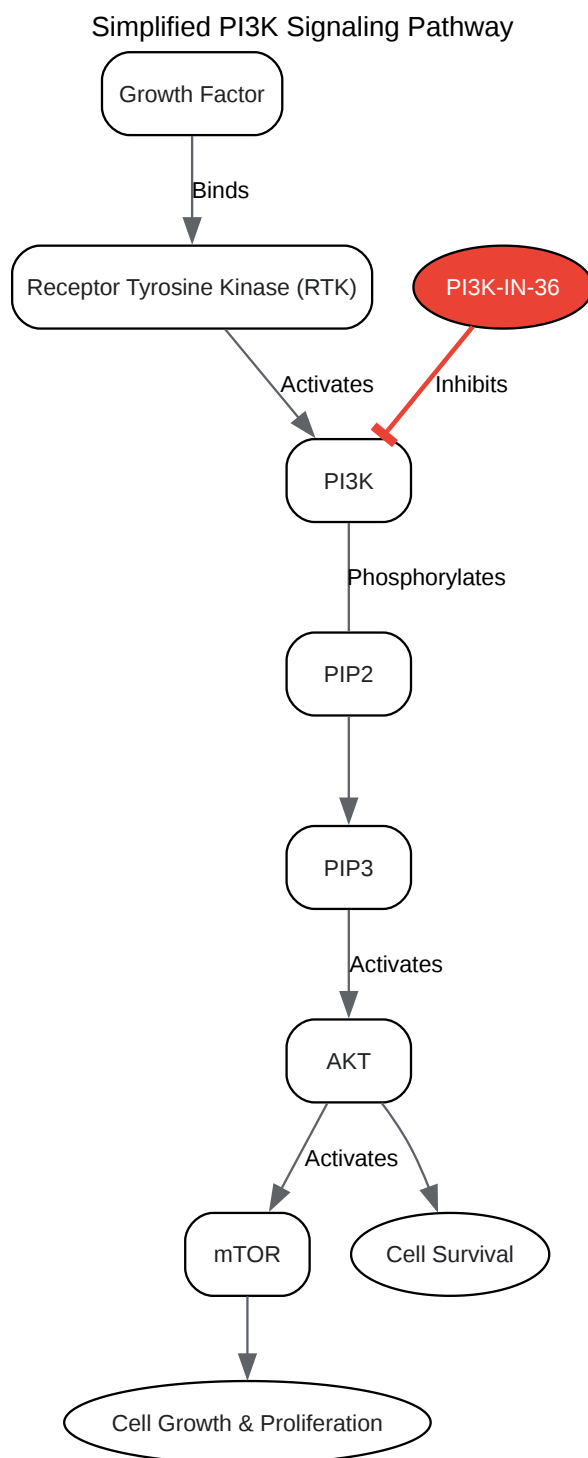 Simplified PI3K Signaling Pathway
Growth Factor
Binds
Receptor Tyrosine Kinase (RTK)
PI3K-IN-36
Activates
Inhibits
PI3K
Phosphorylates
PIP2
PIP3
Activates
AKT
Activates
mTOR
Cell Survival
Cell Growth & Proliferation